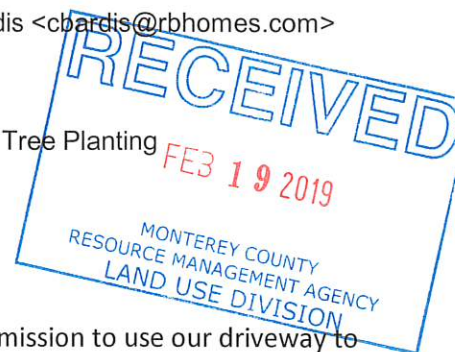 dis <cbardis@rbhomes.com>
RECEIVED
Tree Planting
FEB 19 2019
MONTEREY COUNTY
RESOURCE MANAGEMENT AGENCY
LAND USE DIVISION
mission to use our driveway to